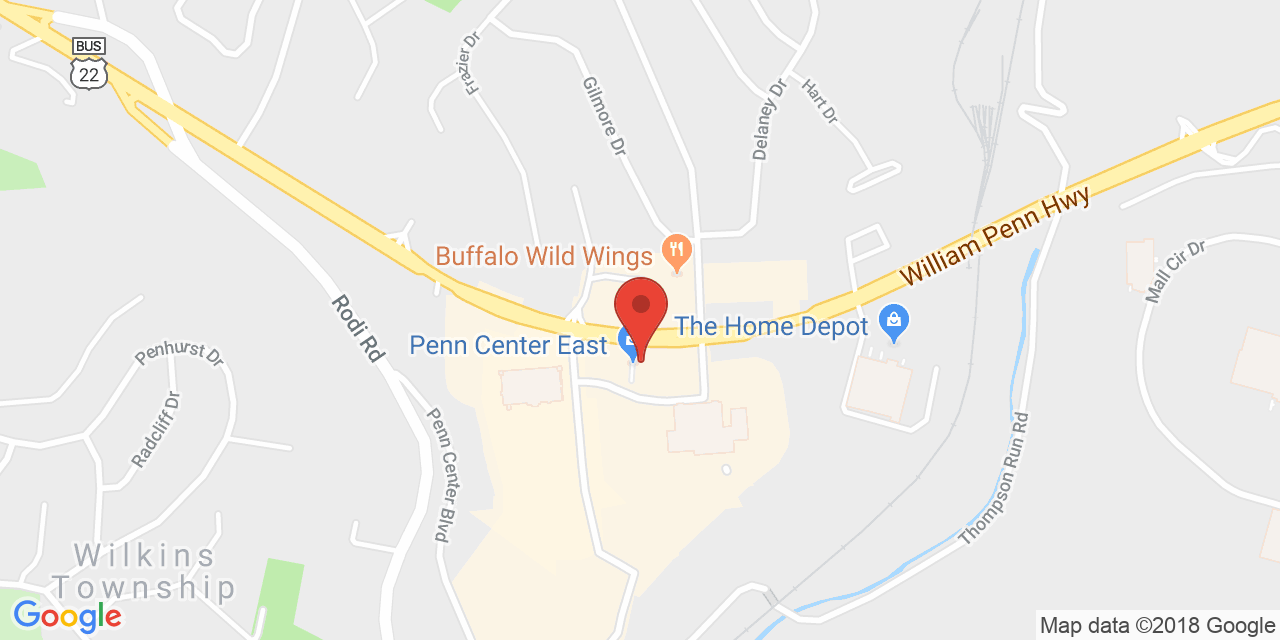 BUS
22
Frazier Dr
Gilmore Dr
Delaney Dr
Hart Dr
William Penn Hwy
Buffalo Wild Wings
Mall Cir Dr
Rodi Rd
The Home Depot
Penn Center East
Penhurst Dr
Radcliff Dr
Penn Center Blvd
Thompson Run Rd
Wilkins
Township
Google
Map data ©2018 Google